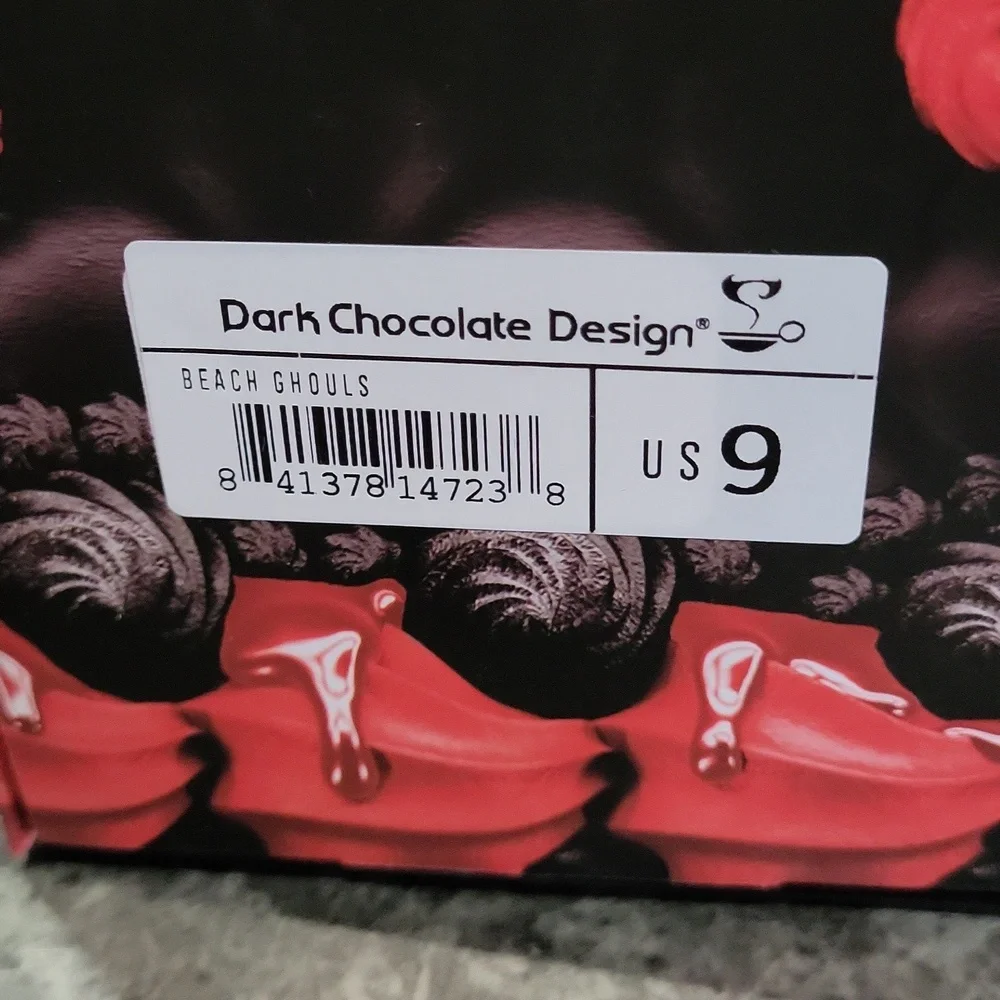 Dark Chocolate Design®
BEACH GHOULS
8 41378 14723 8
US 9